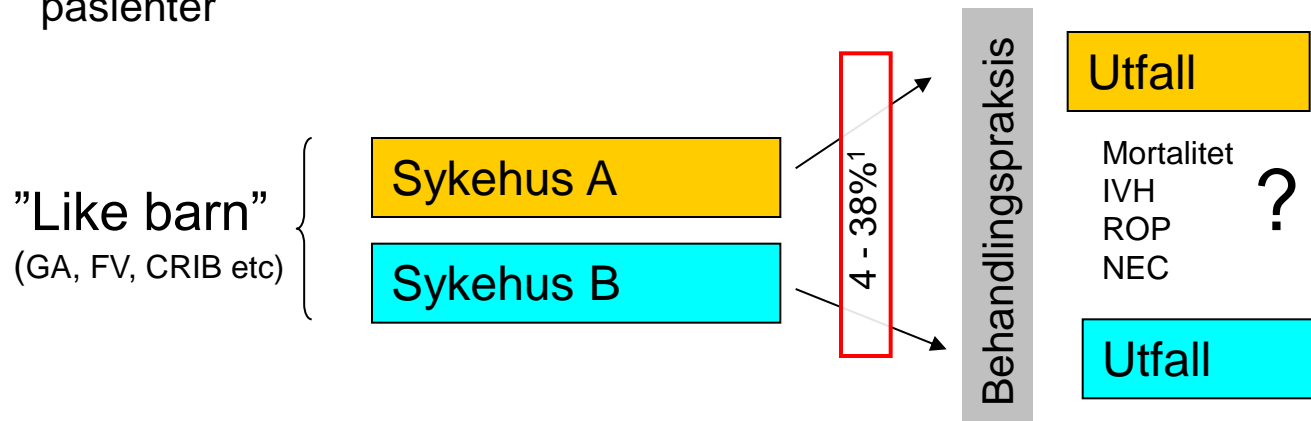 pasienter
”Like barn”
(GA, FV, CRIB etc)
Sykehus A
Sykehus B
4 - 38%¹
Behandlingspraksis
Utfall
Mortalitet
IVH
ROP
NEC
?
Utfall